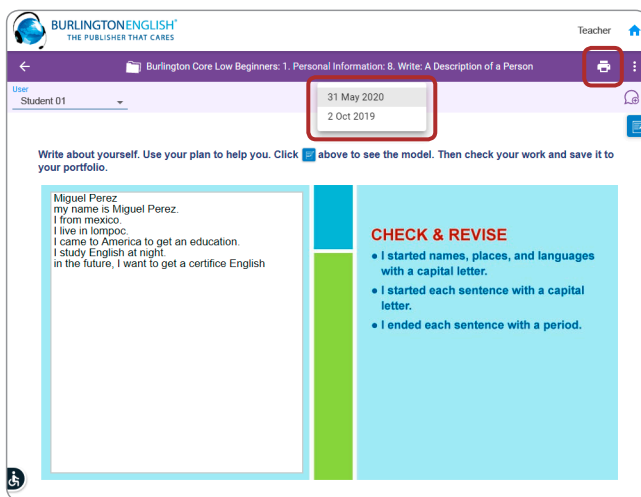 BURLINGTONENGLISH®
THE PUBLISHER THAT CARES
Teacher
Burlington Core Low Beginners: 1. Personal Information: 8. Write: A Description of a Person
User
Student 01
31 May 2020
2 Oct 2019
Write about yourself. Use your plan to help you. Click above to see the model. Then check your work and save it to
your portfolio.
Miguel Perez
my name is Miguel Perez.
I from mexico.
I live in lompoc.
I came to America to get an education.
I study English at night.
in the future, I want to get a certifice English
CHECK & REVISE
• I started names, places, and languages
with a capital letter.
• I started each sentence with a capital
letter.
• I ended each sentence with a period.